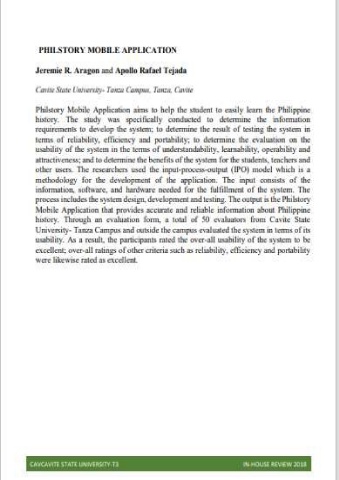 PHILSTORY MOBILE APPLICATION
Jeremie R. Aragon and Apollo Rafael Tejada
Cavite State University- Tanza Campus, Tanza, Cavite
Philstory Mobile Application aims to help the student to easily learn the Philippine
history. The study was specifically conducted to determine the information
requirements to develop the system; to determine the result of testing the system in
terms of reliability, efficiency and portability; to determine the evaluation on the
usability of the system in the terms of understandability, learnability, operability and
attractiveness; and to determine the benefits of the system for the students, teachers and
other users. The researchers used the input-process-output (IPO) model which is a
methodology for the development of the application. The input consists of the
information, software, and hardware needed for the fulfillment of the system. The
process includes the system design, development and testing. The output is the Philstory
Mobile Application that provides accurate and reliable information about Philippine
history. Through an evaluation form, a total of 50 evaluators from Cavite State
University- Tanza Campus and outside the campus evaluated the system in terms of its
usability. As a result, the participants rated the over-all usability of the system to be
excellent; over-all ratings of other criteria such as reliability, efficiency and portability
were likewise rated as excellent.
CAVCAVITE STATE UNIVERSITY-T3 IN-HOUSE REVIEW 2018